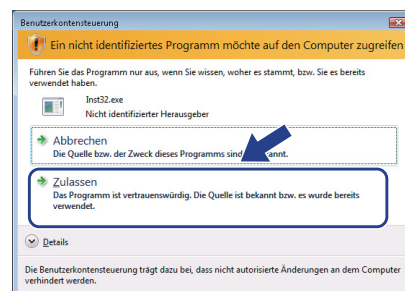 Benutzerkontensteuerung
Ein nicht identifiziertes Programm möchte auf den Computer zugreifen
Führen Sie das Programm nur aus, wenn Sie wissen, woher es stammt, bzw. Sie es bereits
verwendet haben.
Inst32.exe
Nicht identifizierter Herausgeber
Abbrechen
Die Quelle bzw. der Zweck dieses Programms sind kannt.
Zulassen
Das Programm ist vertrauenswürdig. Die Quelle ist bekannt bzw. es wurde bereits
verwendet.
Details
Die Benutzerkontensteuerung trägt dazu bei, dass nicht autorisierte Änderungen an dem Computer
verhindert werden.